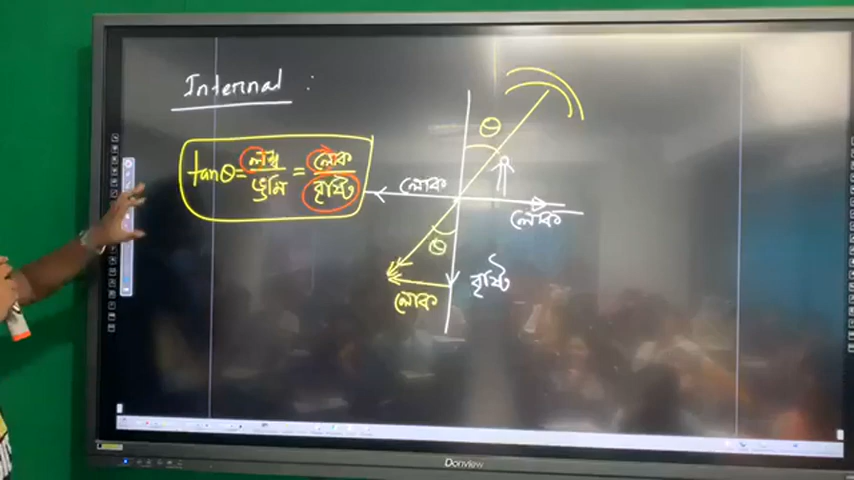 Internal :
tanθ = লম্ব / ভূমি = লোক / বৃষ্টি
θ
লোক
লোক
θ
বৃষ্টি
লোক
Donview